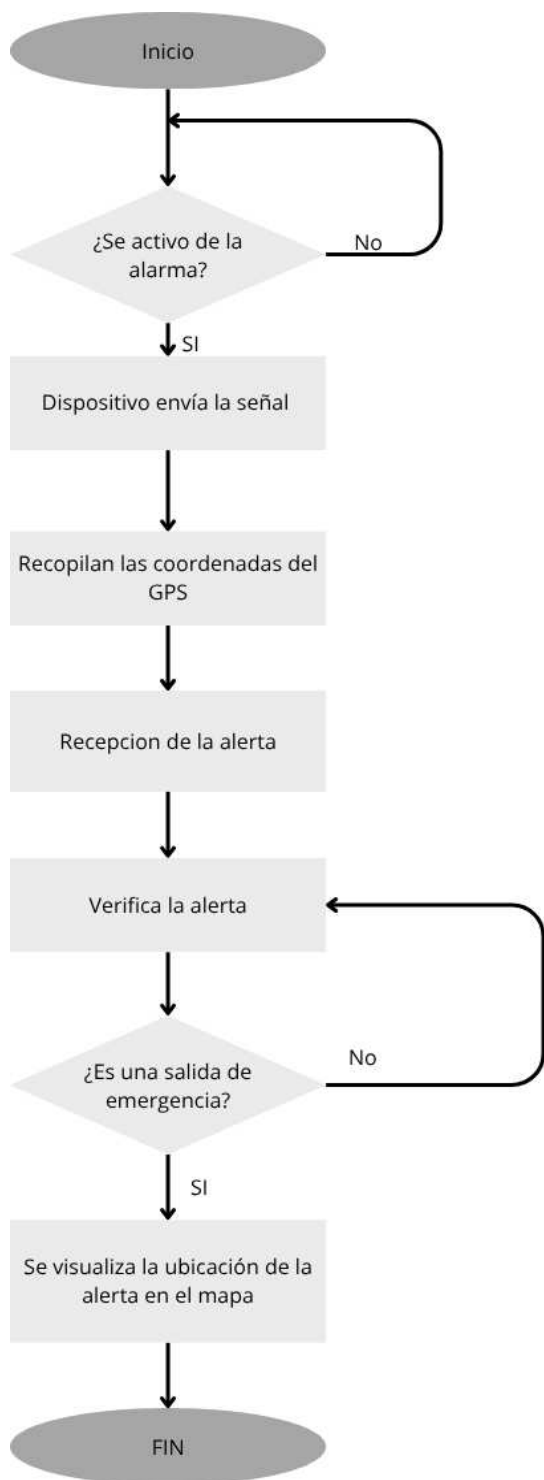 Inicio
¿Se activo de la
alarma?
No
SI
Dispositivo envía la señal
Recopilan las coordenadas del
GPS
Recepcion de la alerta
Verifica la alerta
¿Es una salida de
emergencia?
No
SI
Se visualiza la ubicación de la
alerta en el mapa
FIN